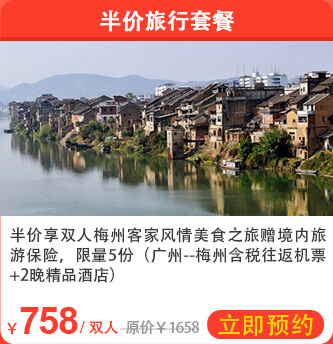 半价旅行套餐
半价享双人梅州客家风情美食之旅赠境内旅
游保险，限量5份（广州--梅州含税往返机票
+2晚精品酒店）
￥758/双人 原价￥1658 立即预约